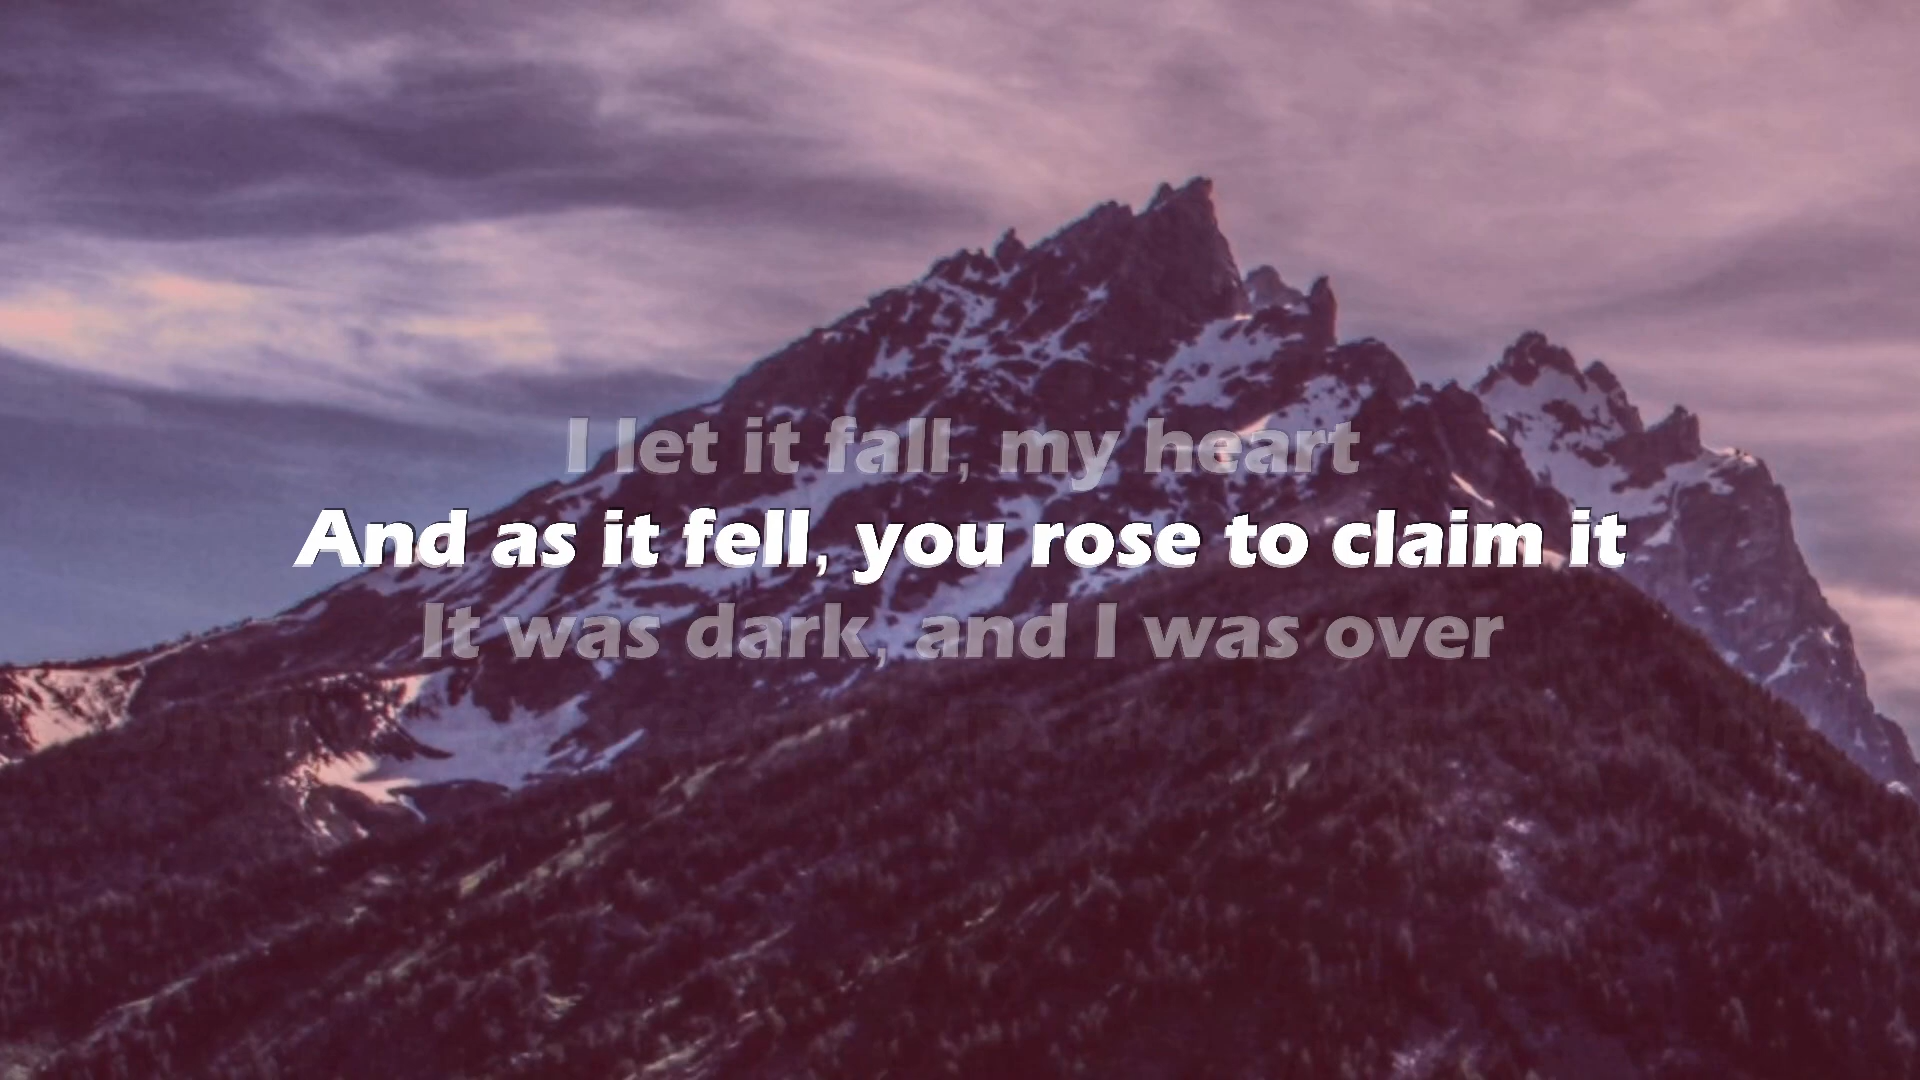 I let it fall, my heart
And as it fell, you rose to claim it
It was dark, and I was over